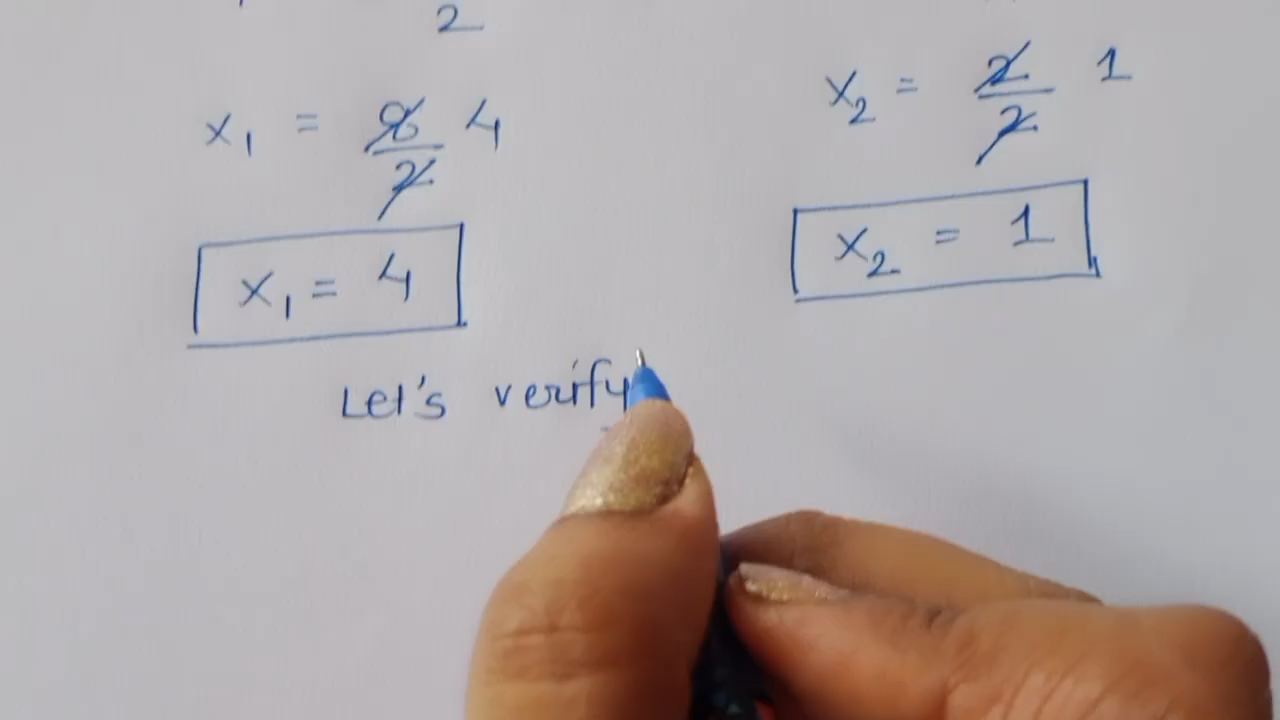 2
x₁ = 8/2 4
x₂ = 2/2 1
x₁ = 4
x₂ = 1
Let's verify